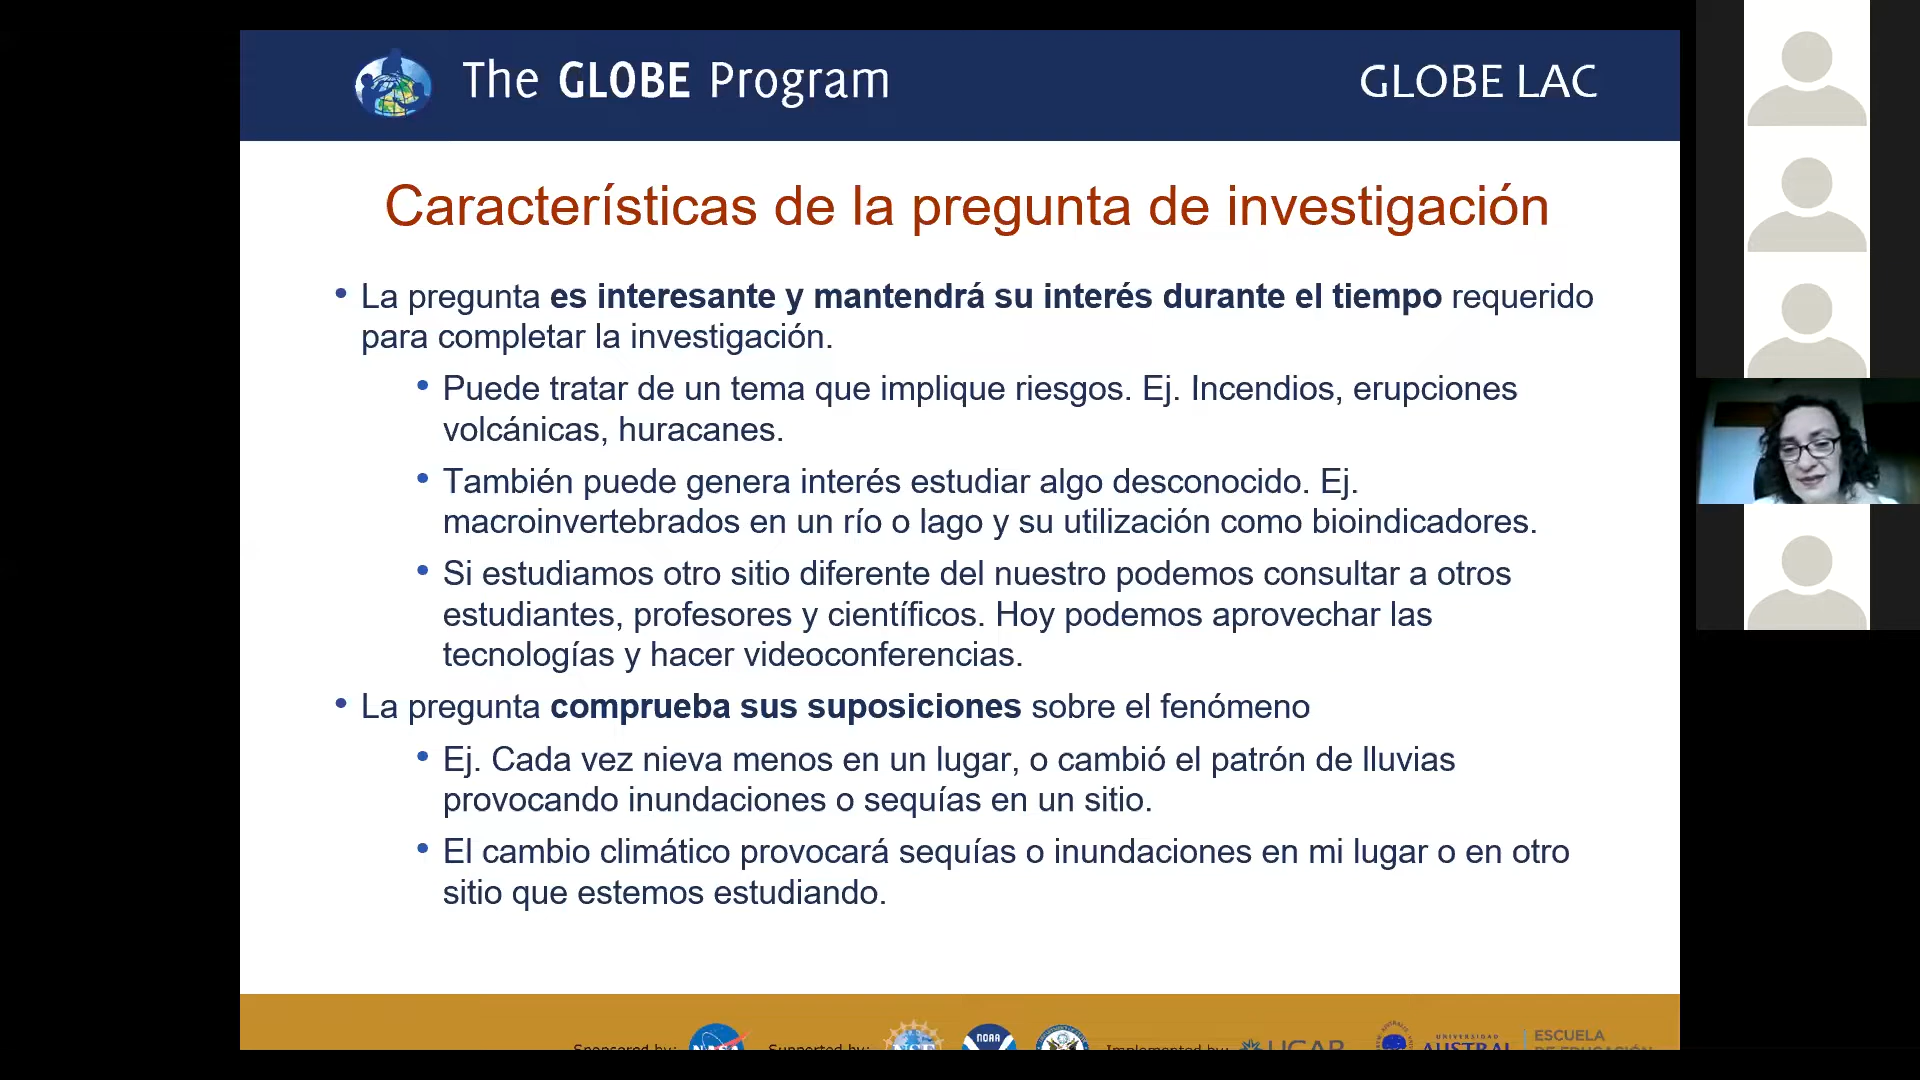 The GLOBE Program
GLOBE LAC
Características de la pregunta de investigación
• La pregunta es interesante y mantendrá su interés durante el tiempo requerido
para completar la investigación.
• Puede tratar de un tema que implique riesgos. Ej. Incendios, erupciones
volcánicas, huracanes.
• También puede genera interés estudiar algo desconocido. Ej.
macroinvertebrados en un río o lago y su utilización como bioindicadores.
• Si estudiamos otro sitio diferente del nuestro podemos consultar a otros
estudiantes, profesores y científicos. Hoy podemos aprovechar las
tecnologías y hacer videoconferencias.
• La pregunta comprueba sus suposiciones sobre el fenómeno
• Ej. Cada vez nieva menos en un lugar, o cambió el patrón de lluvias
provocando inundaciones o sequías en un sitio.
• El cambio climático provocará sequías o inundaciones en mi lugar o en otro
sitio que estemos estudiando.
Sponsored by:
NASA
Supported by:
NSF
NOAA
Implemented by:
UCAR
UNIVERSIDAD
AUSTRAL
ESCUELA
DE EDUCACIÓN